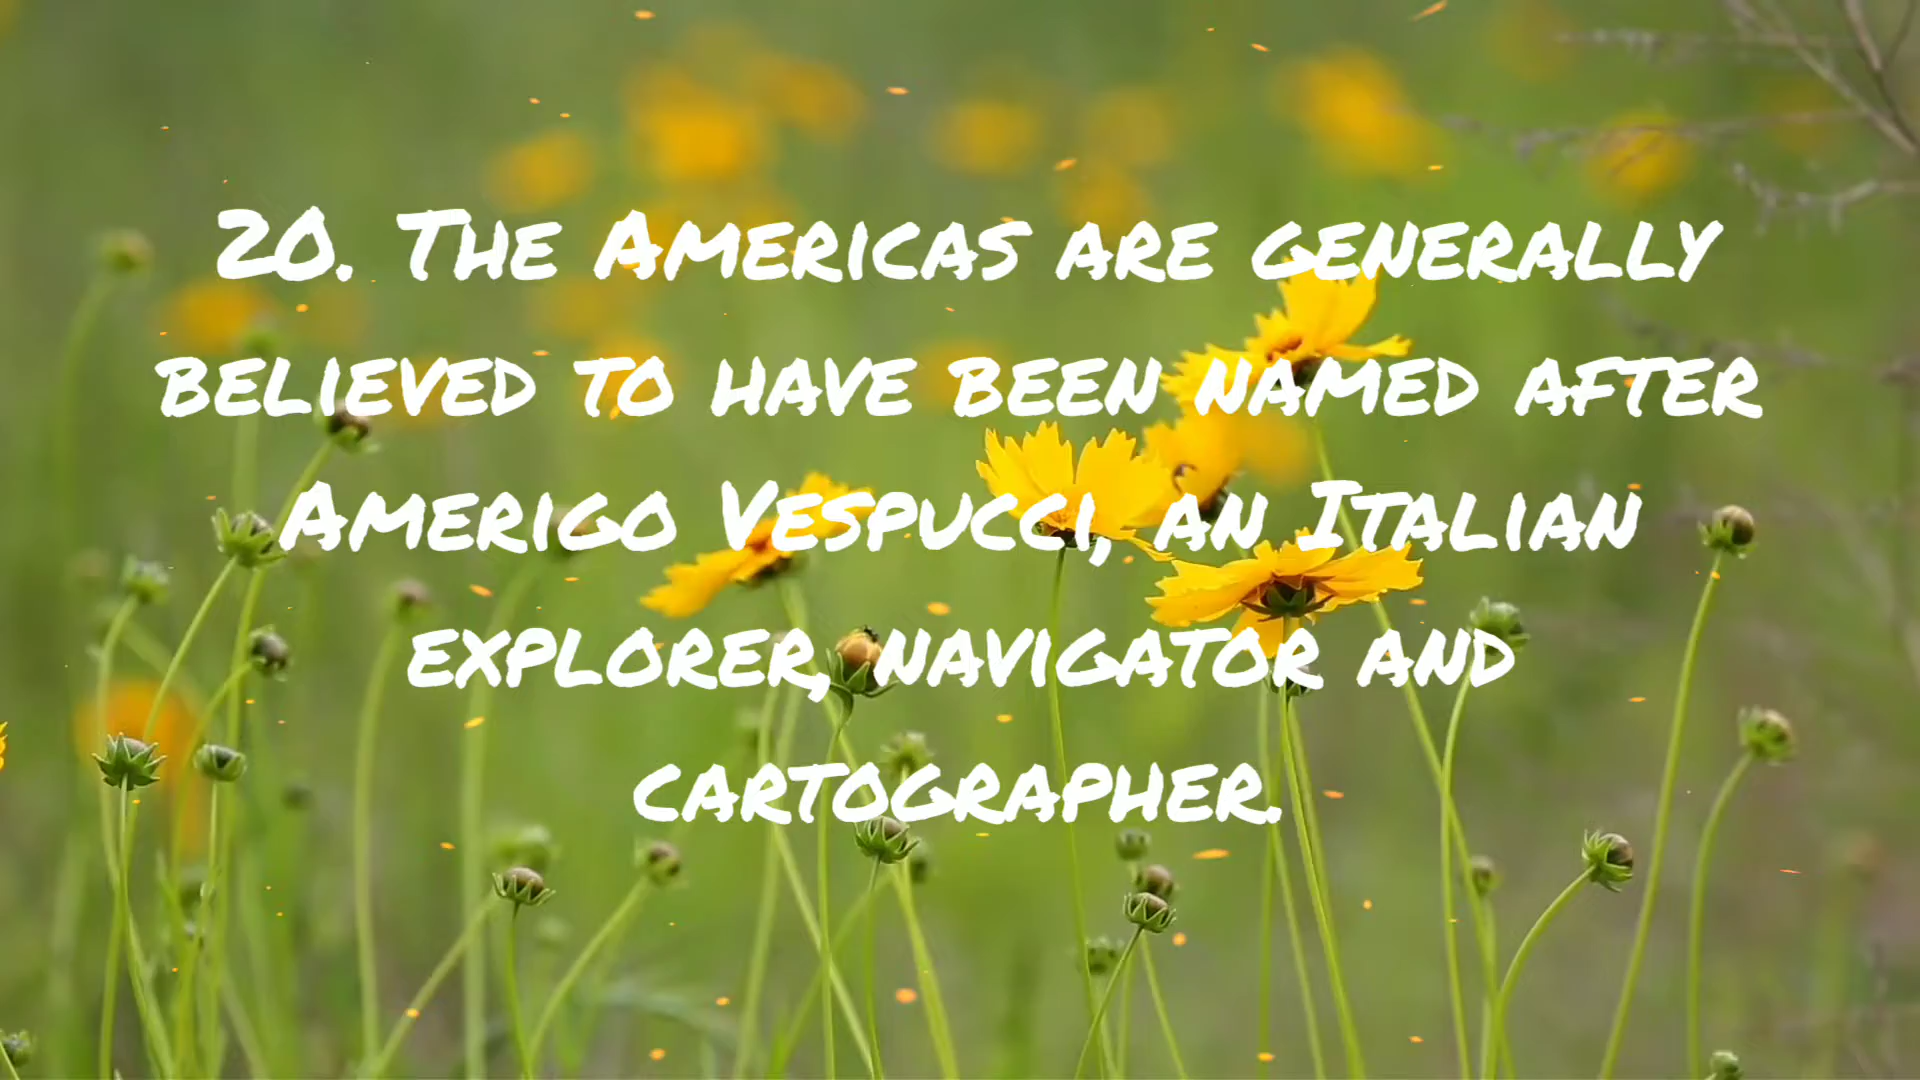 20. The Americas are generally
believed to have been named after
Amerigo Vespucci, an Italian
explorer, navigator and
cartographer.